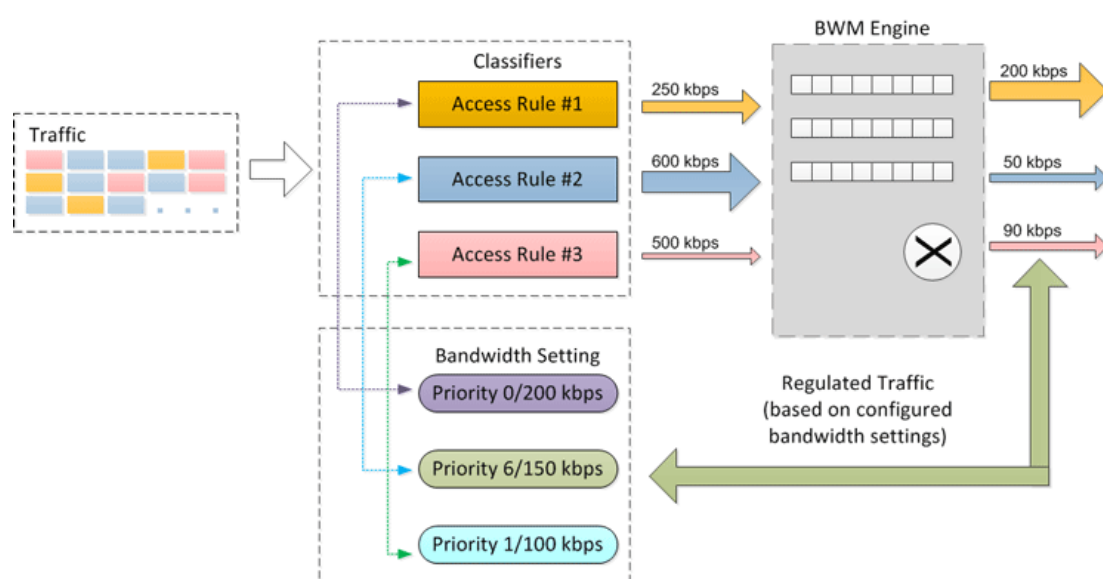 BWM Engine
Classifiers
Access Rule #1
250 kbps
200 kbps
Traffic
Access Rule #2
600 kbps
50 kbps
Access Rule #3
500 kbps
90 kbps
Bandwidth Setting
Priority 0/200 kbps
Priority 6/150 kbps
Priority 1/100 kbps
Regulated Traffic
(based on configured
bandwidth settings)